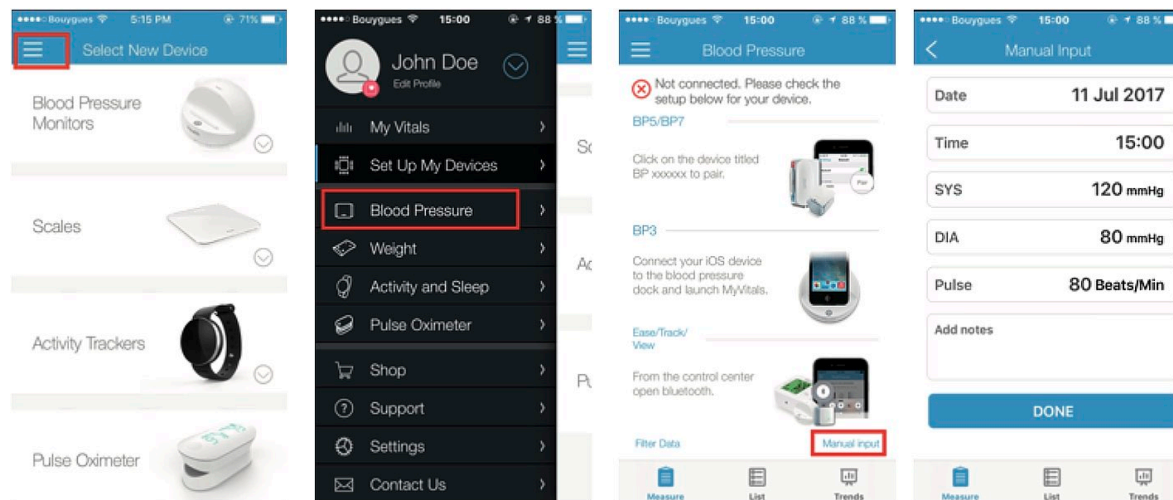 Bouygues 5:15 PM 71%
Select New Device
Blood Pressure
Monitors
Scales
Activity Trackers
Pulse Oximeter
Bouygues 15:00 88 %
John Doe
Edit Profile
My Vitals
Set Up My Devices
Blood Pressure
Weight
Activity and Sleep
Pulse Oximeter
Shop
Support
Settings
Contact Us
Bouygues 15:00 88 %
Blood Pressure
Not connected. Please check the
setup below for your device.
BP5/BP7
Click on the device titled
BP xxxxxx to pair.
Pair
BP3
Connect your iOS device
to the blood pressure
dock and launch MyVitals.
Ease/Track/
View
From the control center
open bluetooth.
Filter Data Manual input
Measure List Trends
Bouygues 15:00 88 %
Manual Input
Date 11 Jul 2017
Time 15:00
SYS 120 mmHg
DIA 80 mmHg
Pulse 80 Beats/Min
Add notes
DONE
Measure List Trends